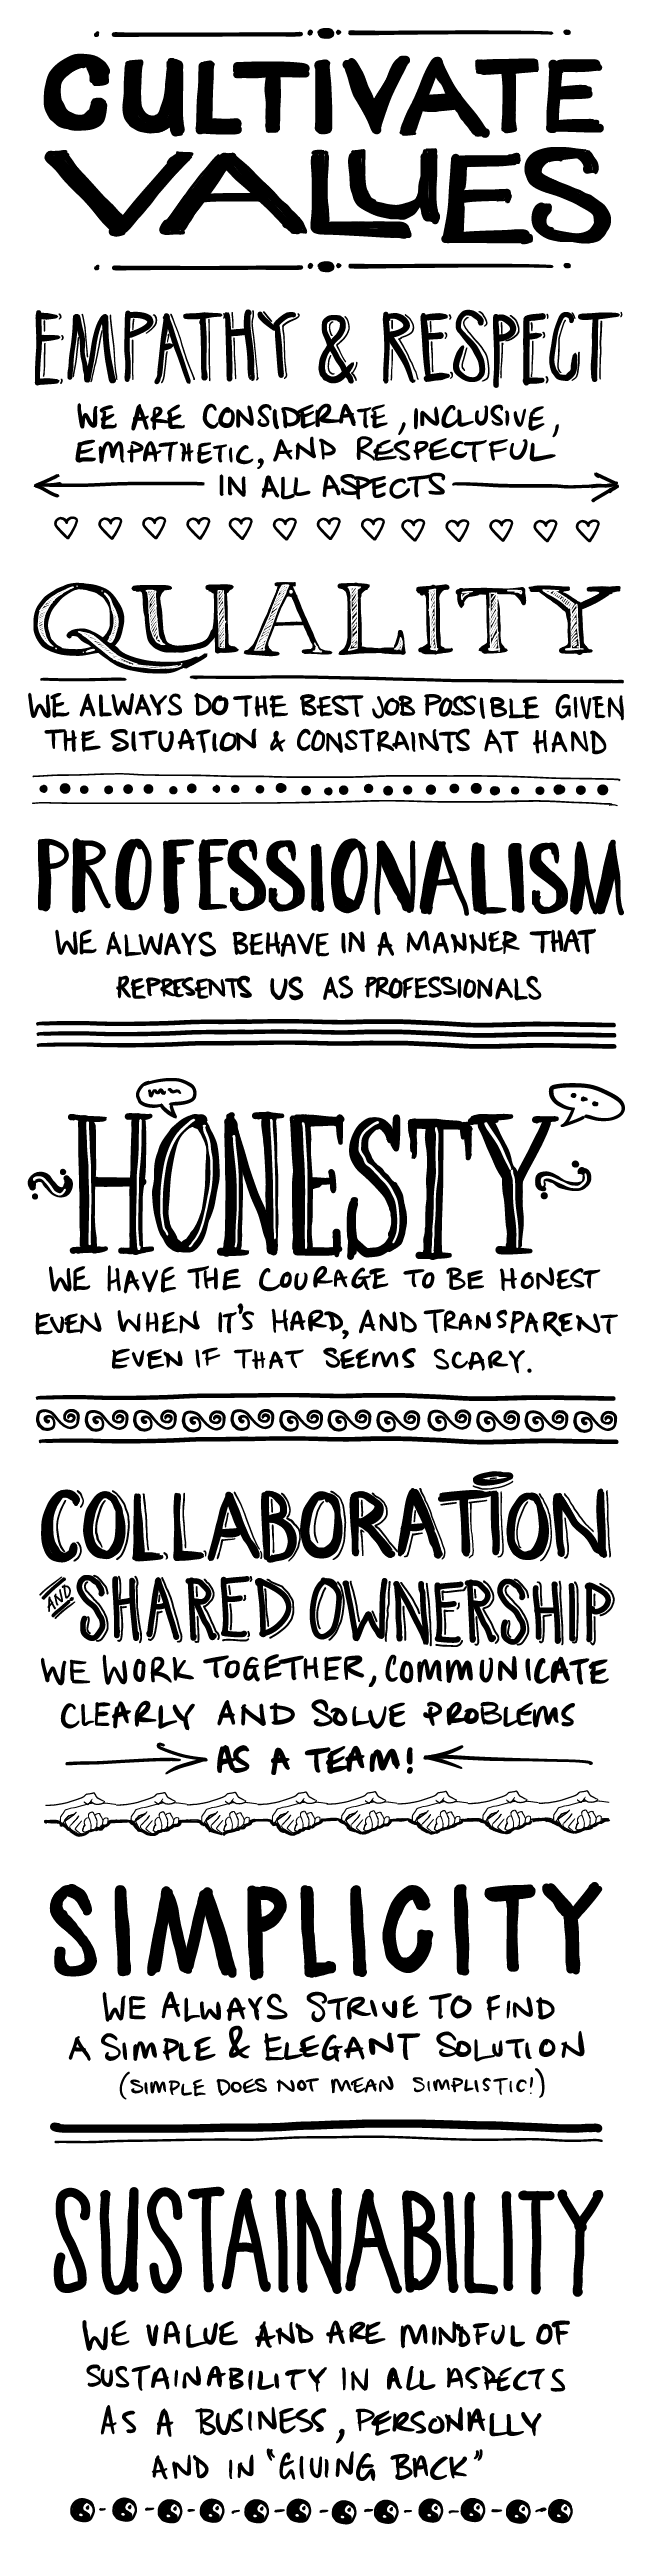 CULTIVATE
VALUES
EMPATHY & RESPECT
WE ARE CONSIDERATE, INCLUSIVE,
EMPATHETIC, AND RESPECTFUL
IN ALL ASPECTS
QUALITY
WE ALWAYS DO THE BEST JOB POSSIBLE GIVEN
THE SITUATION & CONSTRAINTS AT HAND
PROFESSIONALISM
WE ALWAYS BEHAVE IN A MANNER THAT
REPRESENTS US AS PROFESSIONALS
HONESTY
WE HAVE THE COURAGE TO BE HONEST
EVEN WHEN IT'S HARD, AND TRANSPARENT
EVEN IF THAT SEEMS SCARY.
COLLABORATION
AND SHARED OWNERSHIP
WE WORK TOGETHER, COMMUNICATE
CLEARLY AND SOLVE PROBLEMS
AS A TEAM!
SIMPLICITY
WE ALWAYS STRIVE TO FIND
A SIMPLE & ELEGANT SOLUTION
(SIMPLE DOES NOT MEAN SIMPLISTIC!)
SUSTAINABILITY
WE VALUE AND ARE MINDFUL OF
SUSTAINABILITY IN ALL ASPECTS
AS A BUSINESS, PERSONALLY
AND IN "GIVING BACK"